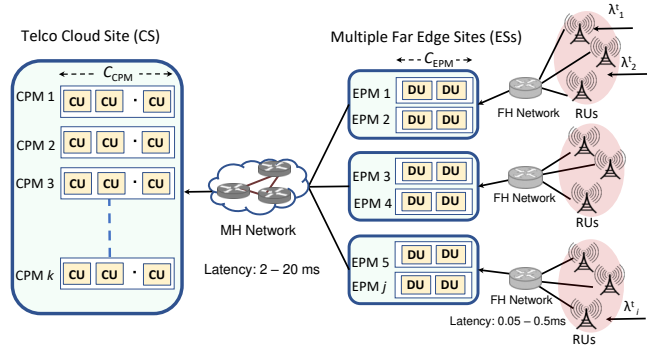 Telco Cloud Site (CS)
C_CPM
CPM 1
CU CU · CU
CPM 2
CU CU · CU
CPM 3
CU CU · CU
CPM k
CU CU · CU
MH Network
Latency: 2 – 20 ms
Multiple Far Edge Sites (ESs)
C_EPM
EPM 1
DU DU
EPM 2
DU DU
EPM 3
DU DU
EPM 4
DU DU
EPM 5
DU DU
EPM j
DU DU
FH Network
RUs
λ^t_1
λ^t_2
FH Network
RUs
FH Network
Latency: 0.05 – 0.5ms
RUs
λ^t_i